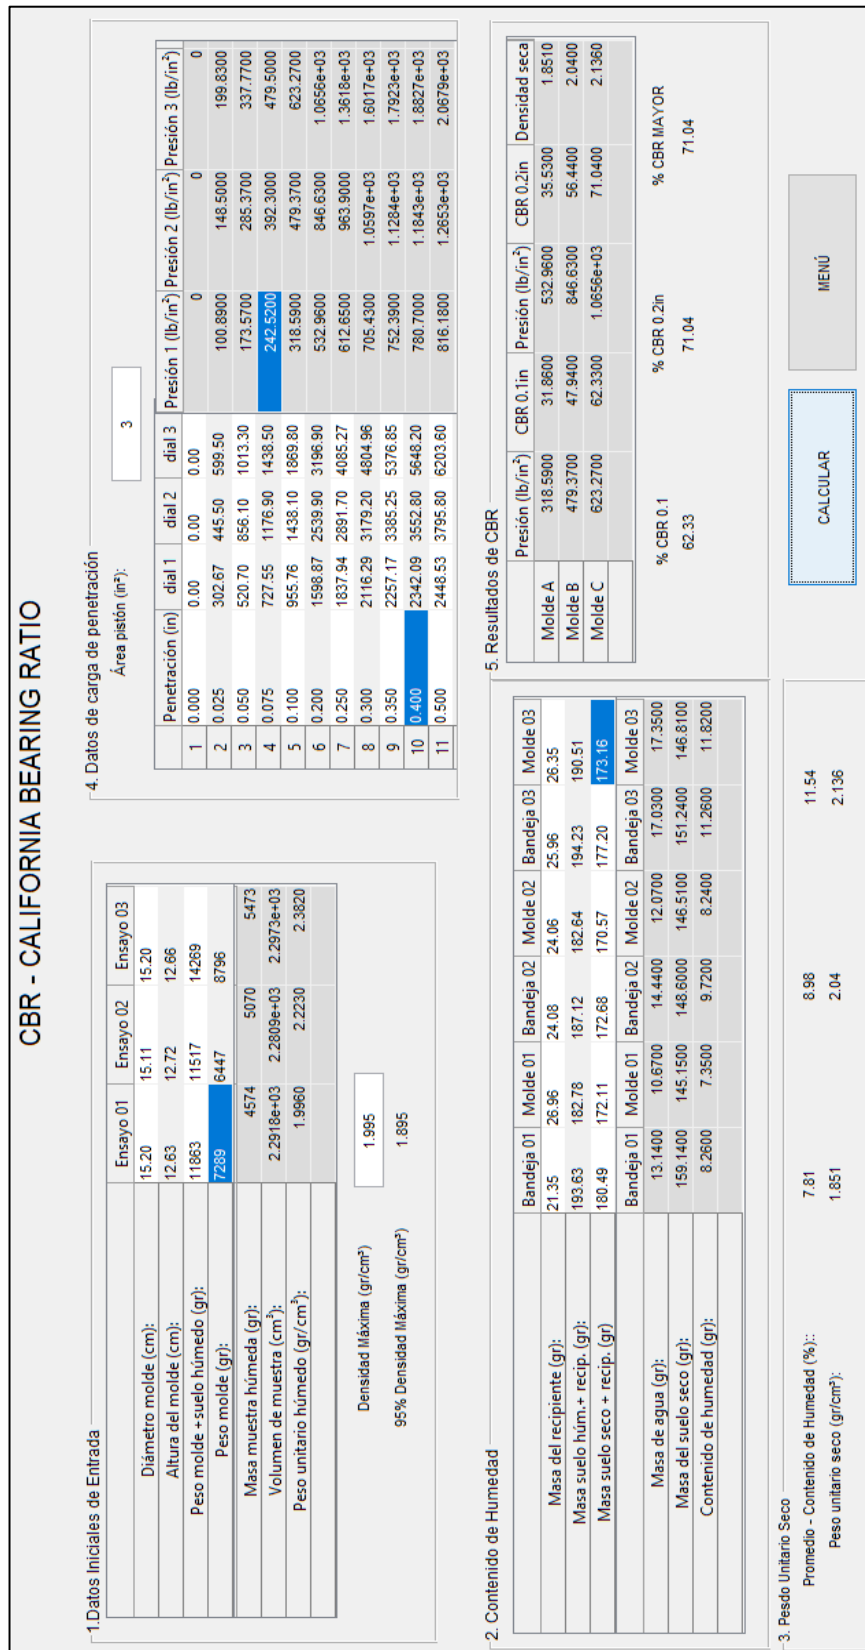 CBR - CALIFORNIA BEARING RATIO
1.Datos Iniciales de Entrada
Ensayo 01 Ensayo 02 Ensayo 03
Diámetro molde (cm): 15.20 15.11 15.20
Altura del molde (cm): 12.63 12.72 12.66
Peso molde +suelo húmedo (gr): 11863 11517 14269
Peso molde (gr): 7289 6447 8796
Masa muestra húmeda (gr): 4574 5070 5473
Volumen de muestra (cm³): 2.2918e+03 2.2809e+03 2.2973e+03
Peso unitario húmedo (gr/cm³): 1.9960 2.2230 2.3820
Densidad Máxima (gr/cm³) 1.995
95% Densidad Máxima (gr/cm³) 1.895
2. Contenido de Humedad
Bandeja 01 Molde 01 Bandeja 02 Molde 02 Bandeja 03 Molde 03
Masa del recipiente (gr): 21.35 26.96 24.08 24.06 25.96 26.35
Masa suelo húm.+ recip. (gr): 193.63 182.78 187.12 182.64 194.23 190.51
Masa suelo seco + recip. (gr) 180.49 172.11 172.68 170.57 177.20 173.16
Bandeja 01 Molde 01 Bandeja 02 Molde 02 Bandeja 03 Molde 03
Masa de agua (gr): 13.1400 10.6700 14.4400 12.0700 17.0300 17.3500
Masa del suelo seco (gr): 159.1400 145.1500 148.6000 146.5100 151.2400 146.8100
Contenido de humedad (gr): 8.2600 7.3500 9.7200 8.2400 11.2600 11.8200
3. Pesdo Unitario Seco
Promedio - Contenido de Humedad (%):: 7.81 8.98 11.54
Peso unitario seco (gr/cm³): 1.851 2.04 2.136
4. Datos de carga de penetración
Área pistón (in²): 3
Penetración (in) dial 1 dial 2 dial 3 Presión 1 (lb/in²) Presión 2 (lb/in²) Presión 3 (lb/in²)
1 0.000 0.00 0.00 0.00 0 0 0
2 0.025 302.67 445.50 599.50 100.8900 148.5000 199.8300
3 0.050 520.70 856.10 1013.30 173.5700 285.3700 337.7700
4 0.075 727.55 1176.90 1438.50 242.5200 392.3000 479.5000
5 0.100 955.76 1438.10 1869.80 318.5900 479.3700 623.2700
6 0.200 1598.87 2539.90 3196.90 532.9600 846.6300 1.0656e+03
7 0.250 1837.94 2891.70 4085.27 612.6500 963.9000 1.3618e+03
8 0.300 2116.29 3179.20 4804.96 705.4300 1.0597e+03 1.6017e+03
9 0.350 2257.17 3385.25 5376.85 752.3900 1.1284e+03 1.7923e+03
10 0.400 2342.09 3552.80 5648.20 780.7000 1.1843e+03 1.8827e+03
11 0.500 2448.53 3795.80 6203.60 816.1800 1.2653e+03 2.0679e+03
5. Resultados de CBR
Presión (lb/in²) CBR 0.1in Presión (lb/in²) CBR 0.2in Densidad seca
Molde A 318.5900 31.8600 532.9600 35.5300 1.8510
Molde B 479.3700 47.9400 846.6300 56.4400 2.0400
Molde C 623.2700 62.3300 1.0656e+03 71.0400 2.1360
% CBR 0.1 % CBR 0.2in % CBR MAYOR
62.33 71.04 71.04
CALCULAR MENÚ